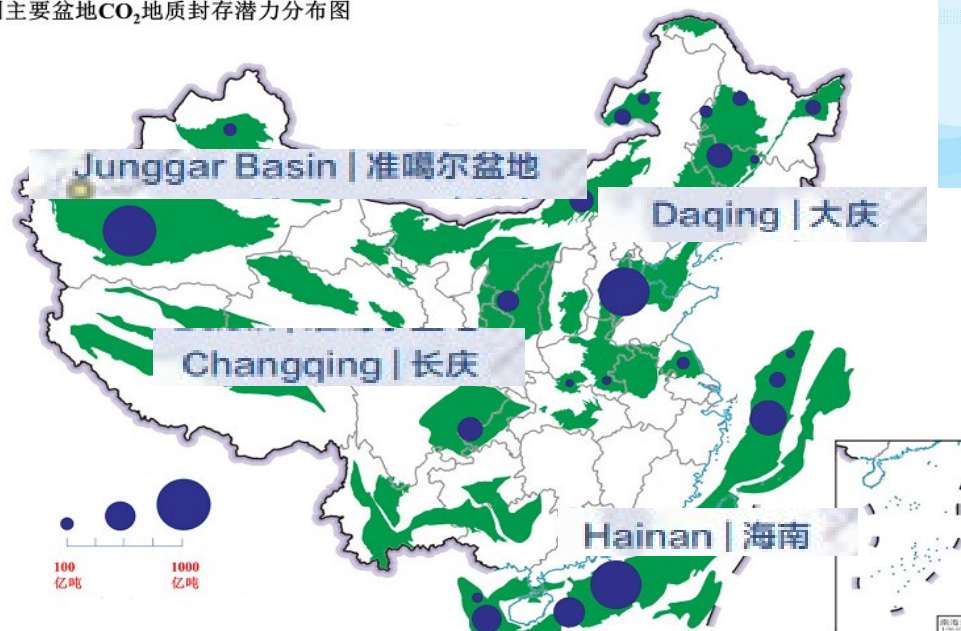 主要盆地CO₂地质封存潜力分布图
Junggar Basin | 准噶尔盆地
Daqing | 大庆
Changqing | 长庆
Hainan | 海南
100 1000
亿吨 亿吨